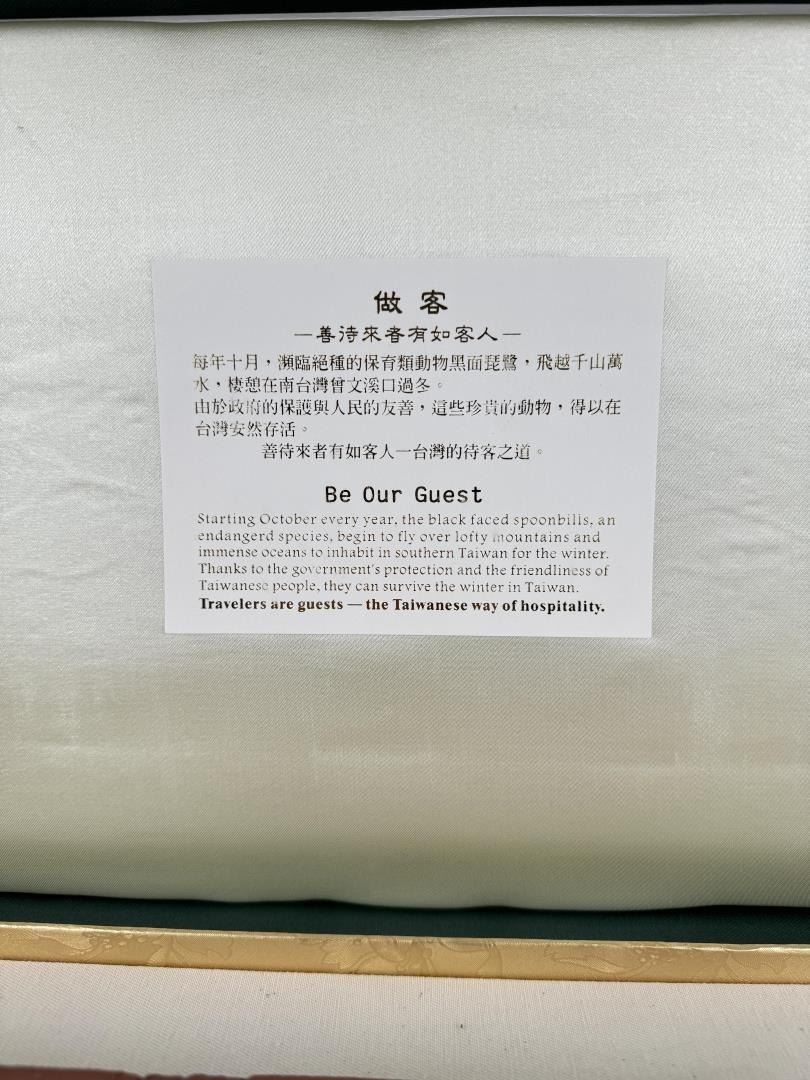 做客
—善待來者有如客人—
每年十月，瀕臨絕種的保育類動物黑面琵鷺，飛越千山萬
水，棲憩在南台灣曾文溪口過冬。
由於政府的保護與人民的友善，這些珍貴的動物，得以在
台灣安然存活。
善待來者有如客人—台灣的待客之道。
Be Our Guest
Starting October every year, the black faced spoonbills, an
endangerd species, begin to fly over lofty mountains and
immense oceans to inhabit in southern Taiwan for the winter.
Thanks to the government's protection and the friendliness of
Taiwanese people, they can survive the winter in Taiwan.
Travelers are guests — the Taiwanese way of hospitality.